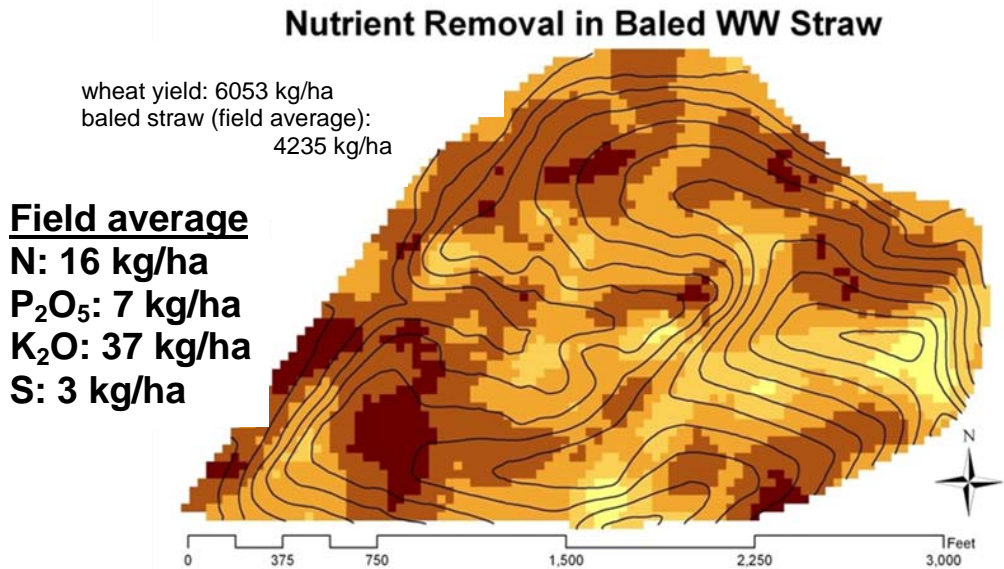 Nutrient Removal in Baled WW Straw
wheat yield: 6053 kg/ha
baled straw (field average):
4235 kg/ha
Field average
N: 16 kg/ha
P₂O₅: 7 kg/ha
K₂O: 37 kg/ha
S: 3 kg/ha
N
Feet
0 375 750 1,500 2,250 3,000